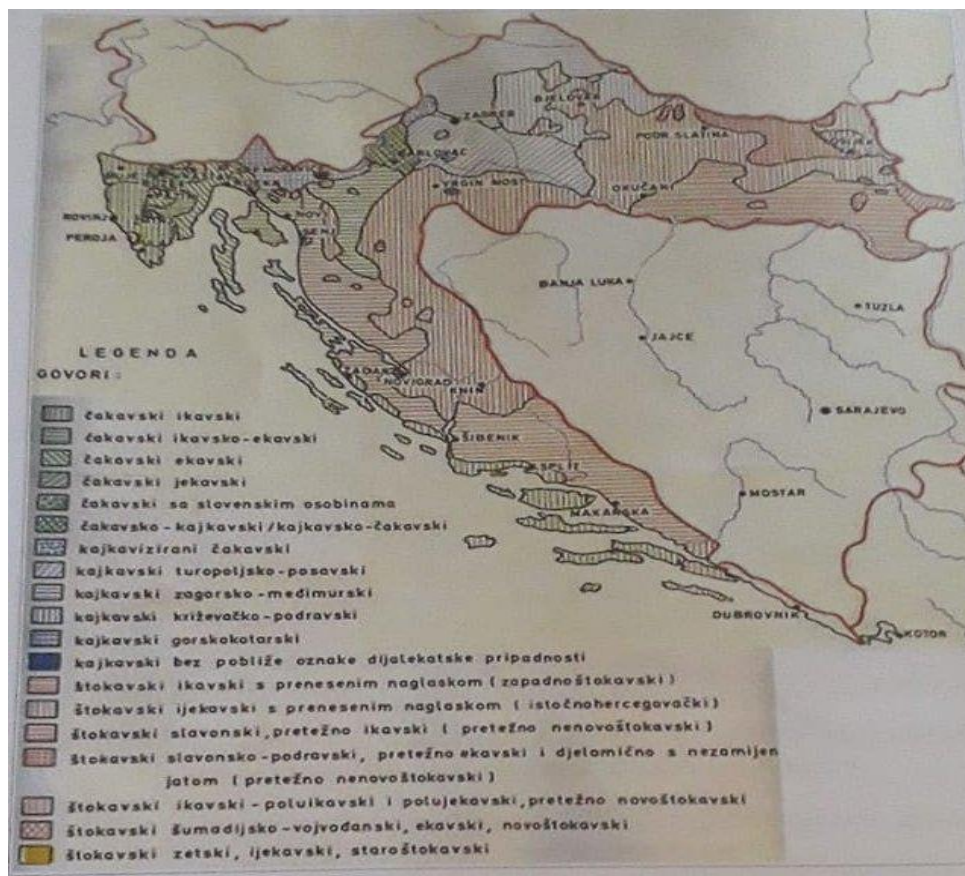 ZAGREB
BJELOVAR
PODR. SLATINA
KARLOVAC
VRGIN MOST
OKUČANI
ROVINJ
PEROJ
NOVI
SENJ
BANJA LUKA
TUZLA
JAJCE
ZADAR
NOVIGRAD
KNIN
SARAJEVO
ŠIBENIK
SPLIT
MOSTAR
MAKARSKA
DUBROVNIK
KOTOR
LEGENDA
GOVORI:
čakavski ikavski
čakavski ikavsko-ekavski
čakavski ekavski
čakavski jekavski
čakavski sa slovenskim osobinama
čakavsko-kajkavski/kajkavsko-čakavski
kajkavizirani čakavski
kajkavski turopoljsko-posavski
kajkavski zagorsko-međimurski
kajkavski križevačko-podravski
kajkavski gorskokotarski
kajkavski bez pobliže oznake dijalekatske pripadnosti
štokavski ikavski s prenesenim naglaskom (zapadnoštokavski)
štokavski ijekavski s prenesenim naglaskom (istočnohercegovački)
štokavski slavonski, pretežno ikavski (pretežno nenovoštokavski)
štokavski slavonsko-podravski, pretežno ekavski i djelomično s nezamijen
jatom (pretežno nenovoštokavski)
štokavski ikavski-poluikavski i polujekavski, pretežno novoštokavski
štokavski šumadijsko-vojvođanski, ekavski, novoštokavski
štokavski zetski, ijekavski, staroštokavski